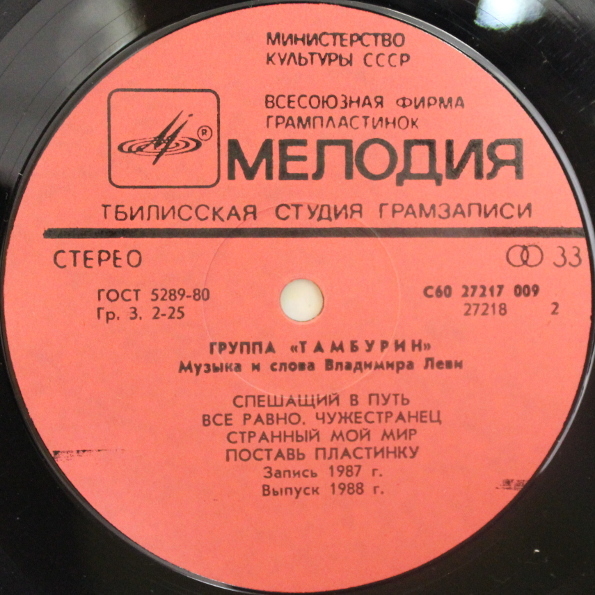 МИНИСТЕРСТВО
КУЛЬТУРЫ СССР
ВСЕСОЮЗНАЯ ФИРМА
ГРАМПЛАСТИНОК
®
МЕЛОДИЯ
ТБИЛИССКАЯ СТУДИЯ ГРАМЗАПИСИ
СТЕРЕО 33
ГОСТ 5289-80 С60 27217 009
Гр. 3. 2-25 27218 2
ГРУППА «ТАМБУРИН»
Музыка и слова Владимира Леви
СПЕШАЩИЙ В ПУТЬ
ВСЕ РАВНО. ЧУЖЕСТРАНЕЦ
СТРАННЫЙ МОЙ МИР
ПОСТАВЬ ПЛАСТИНКУ
Запись 1987 г.
Выпуск 1988 г.